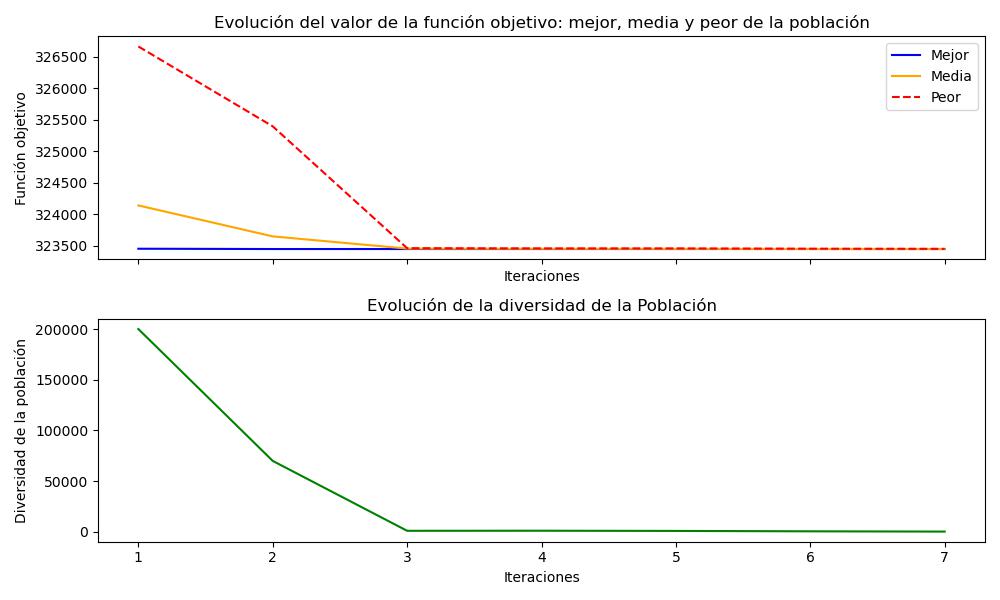 Evolución del valor de la función objetivo: mejor, media y peor de la población
Función objetivo
326500
326000
325500
325000
324500
324000
323500
Mejor
Media
Peor
Iteraciones
Evolución de la diversidad de la Población
Diversidad de la población
200000
150000
100000
50000
0
1 2 3 4 5 6 7
Iteraciones